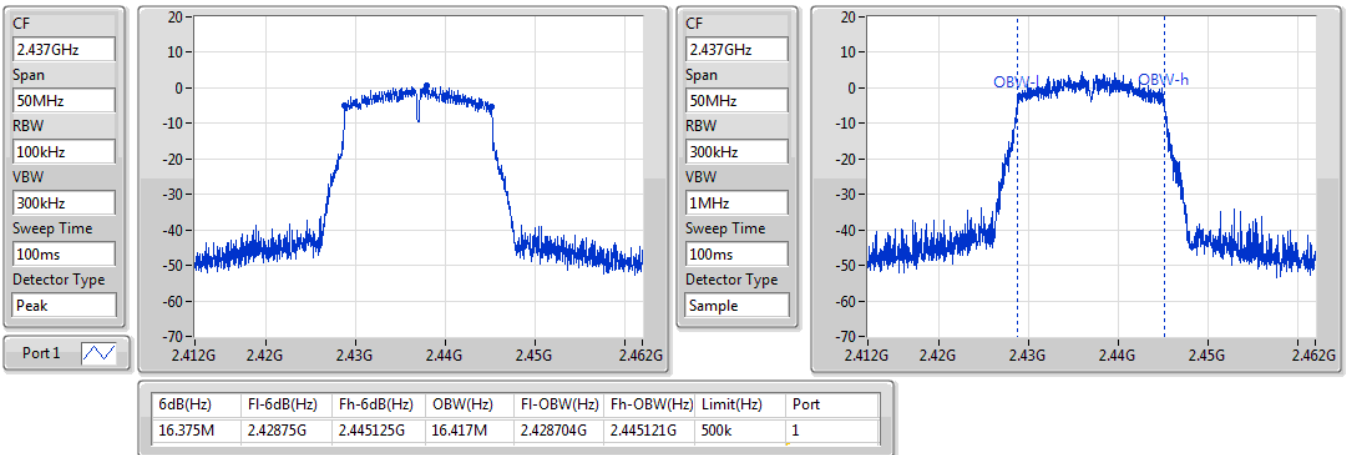 CF
2.437GHz
Span
50MHz
RBW
100kHz
VBW
300kHz
Sweep Time
100ms
Detector Type
Peak
Port 1
20
10
0
-10
-20
-30
-40
-50
-60
-70
2.412G 2.42G 2.43G 2.44G 2.45G 2.462G
CF
2.437GHz
Span
50MHz
RBW
300kHz
VBW
1MHz
Sweep Time
100ms
Detector Type
Sample
20
10
0
-10
-20
-30
-40
-50
-60
-70
OBW-l OBW-h
2.412G 2.42G 2.43G 2.44G 2.45G 2.462G
6dB(Hz) Fl-6dB(Hz) Fh-6dB(Hz) OBW(Hz) Fl-OBW(Hz) Fh-OBW(Hz) Limit(Hz) Port
16.375M 2.42875G 2.445125G 16.417M 2.428704G 2.445121G 500k 1